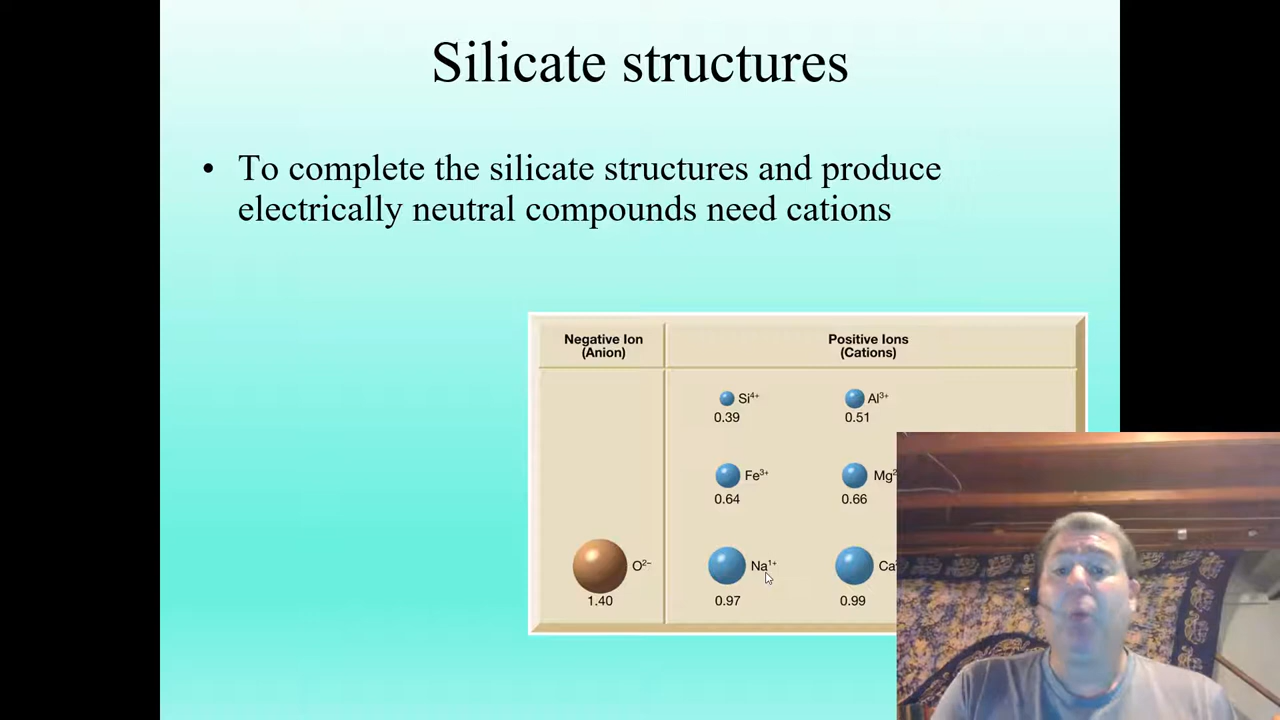 Silicate structures
• To complete the silicate structures and produce
electrically neutral compounds need cations
Negative Ion
(Anion)
Positive Ions
(Cations)
Si⁴⁺
Al³⁺
0.39
0.51
Fe³⁺
Mg²
0.64
0.66
O²⁻
Na¹⁺
Ca²
1.40
0.97
0.99